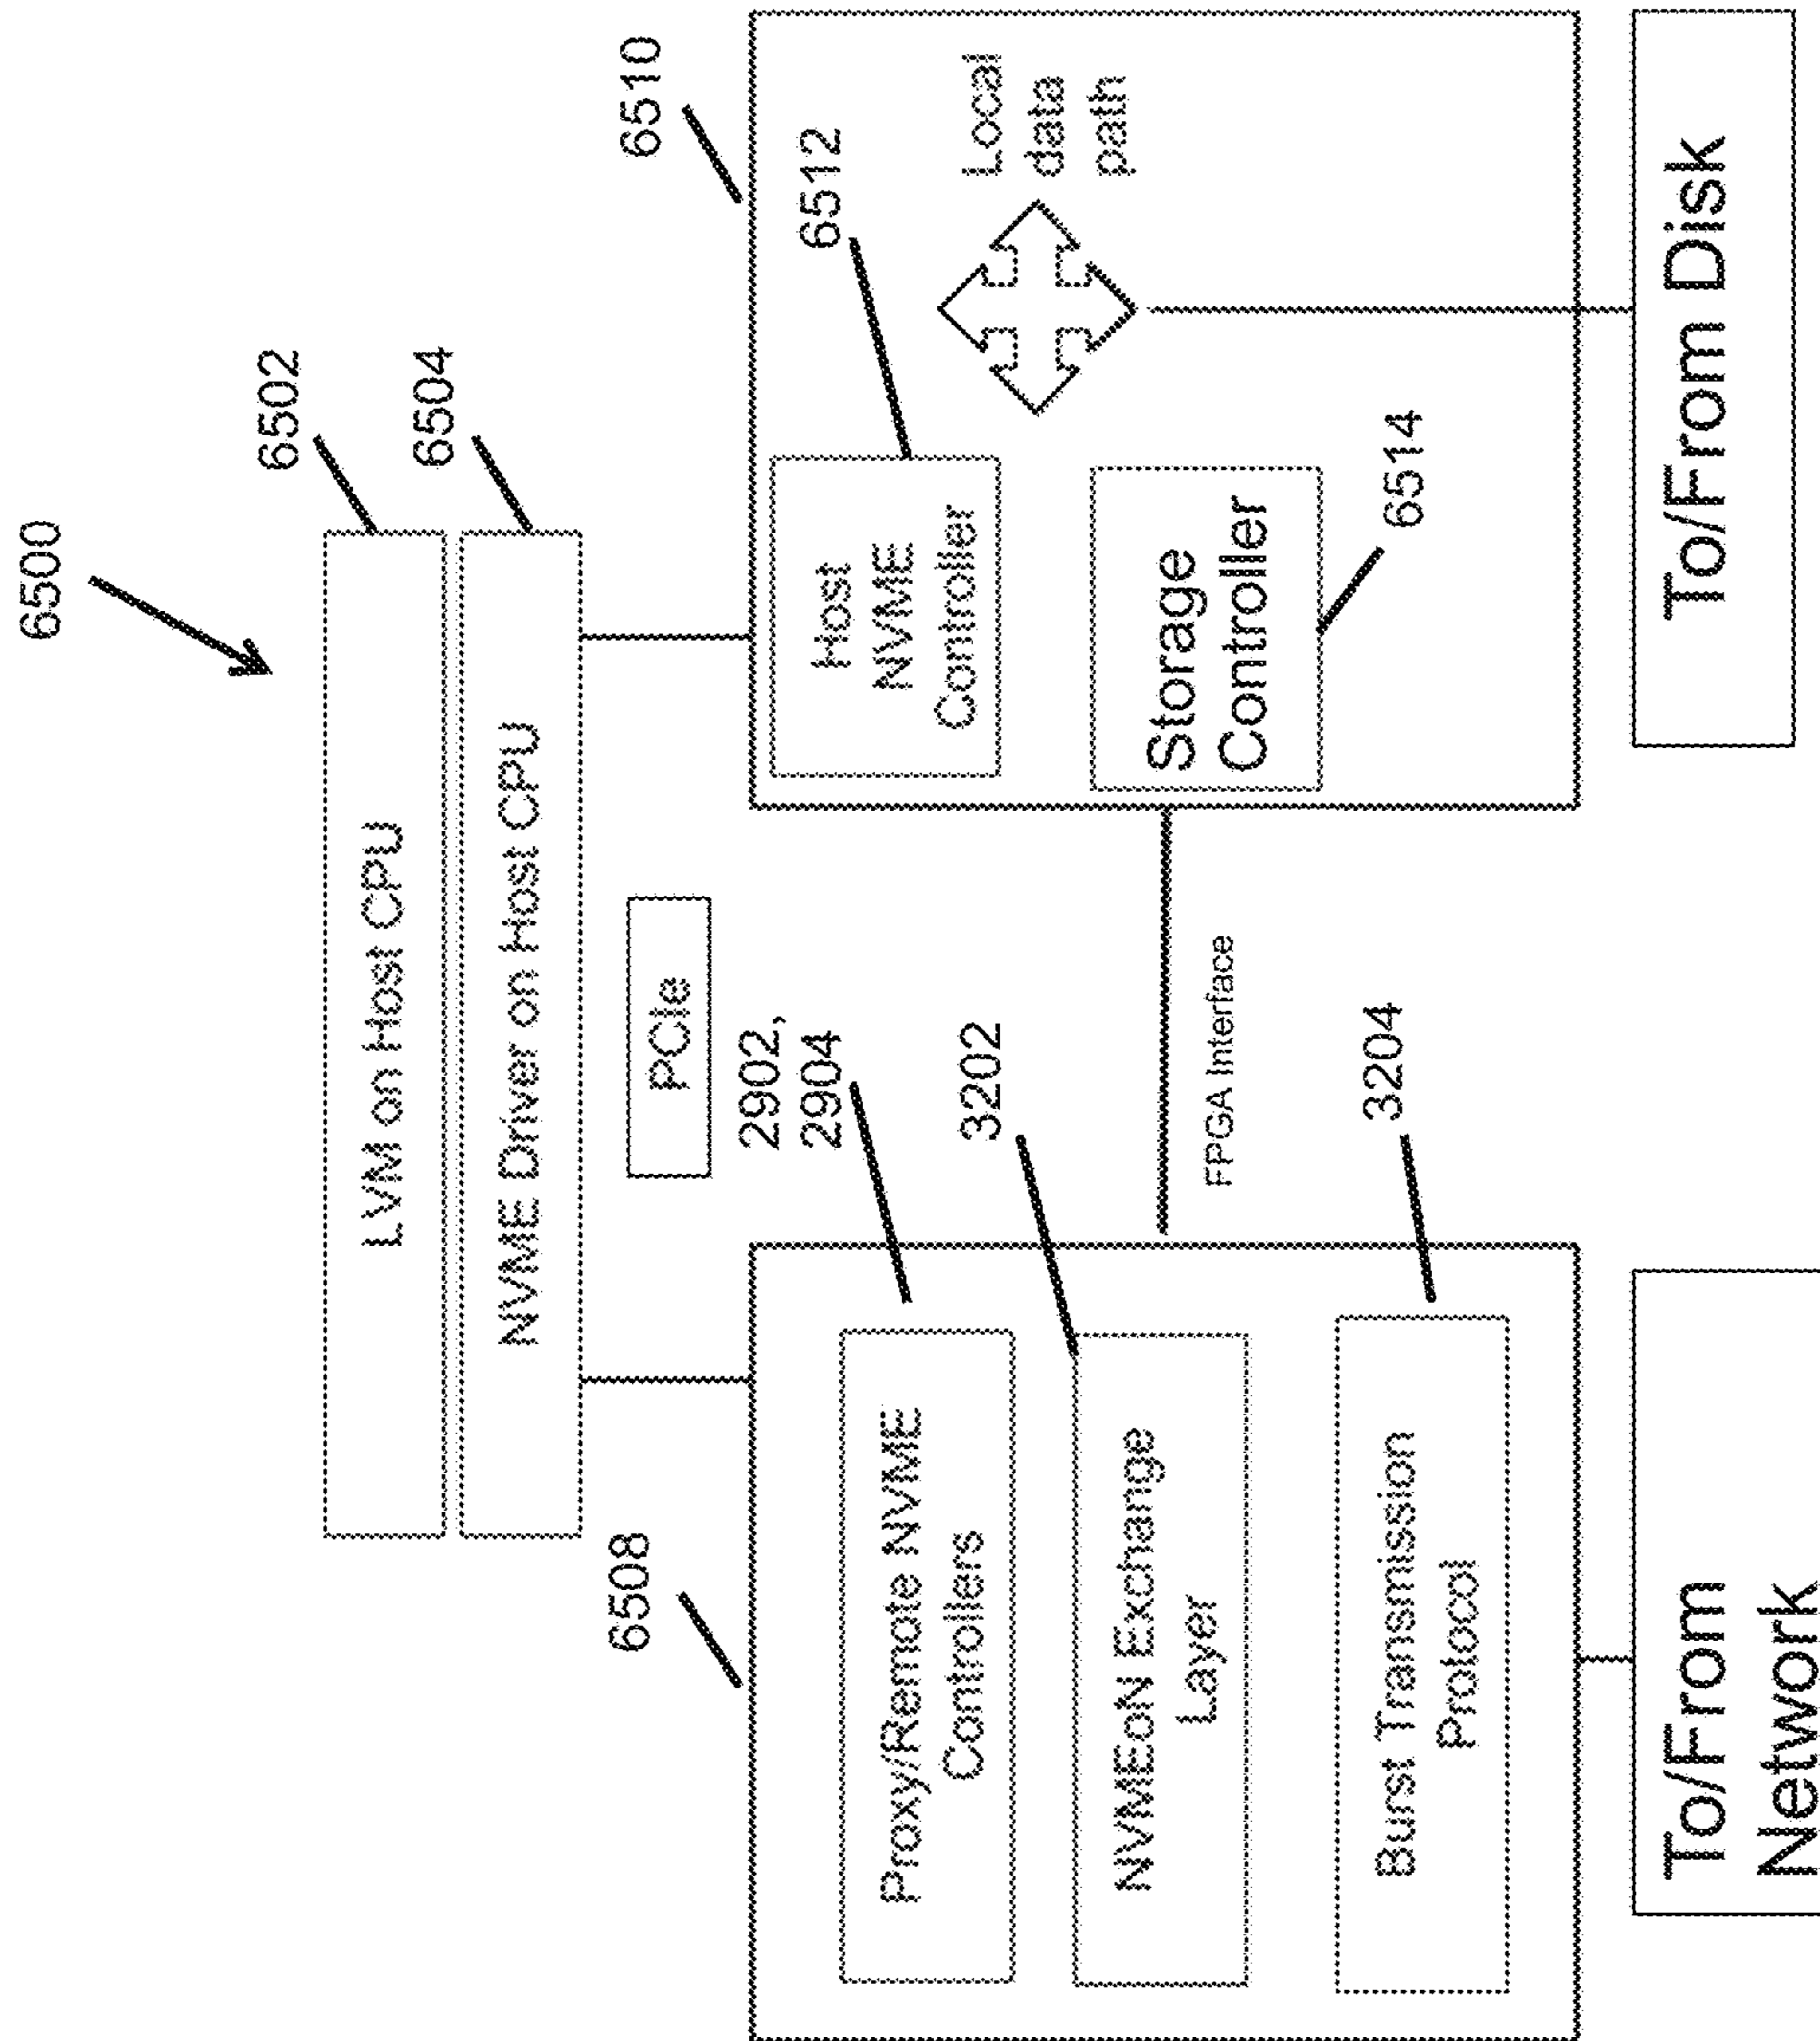 6500
6502
LVM on Host CPU
6504
NVME Driver on Host CPU
PCIe
6508
2902,
2904
Proxy/Remote NVME
Controllers
3202
NVMEoN Exchange
Layer
3204
Burst Transmission
Protocol
FPGA Interface
6510
6512
Host
NVME
Controller
Local
data
path
Storage
Controller
6514
To/From
Network
To/From Disk